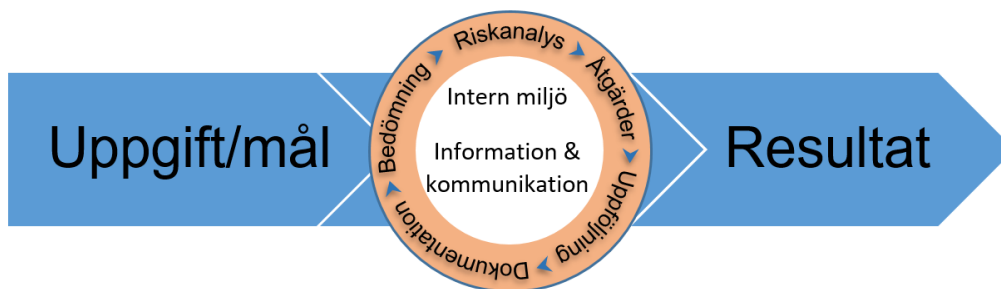 Uppgift/mål
Riskanalys
Åtgärder
Uppföljning
Dokumentation
Bedömning
Intern miljö
Information &
kommunikation
Resultat